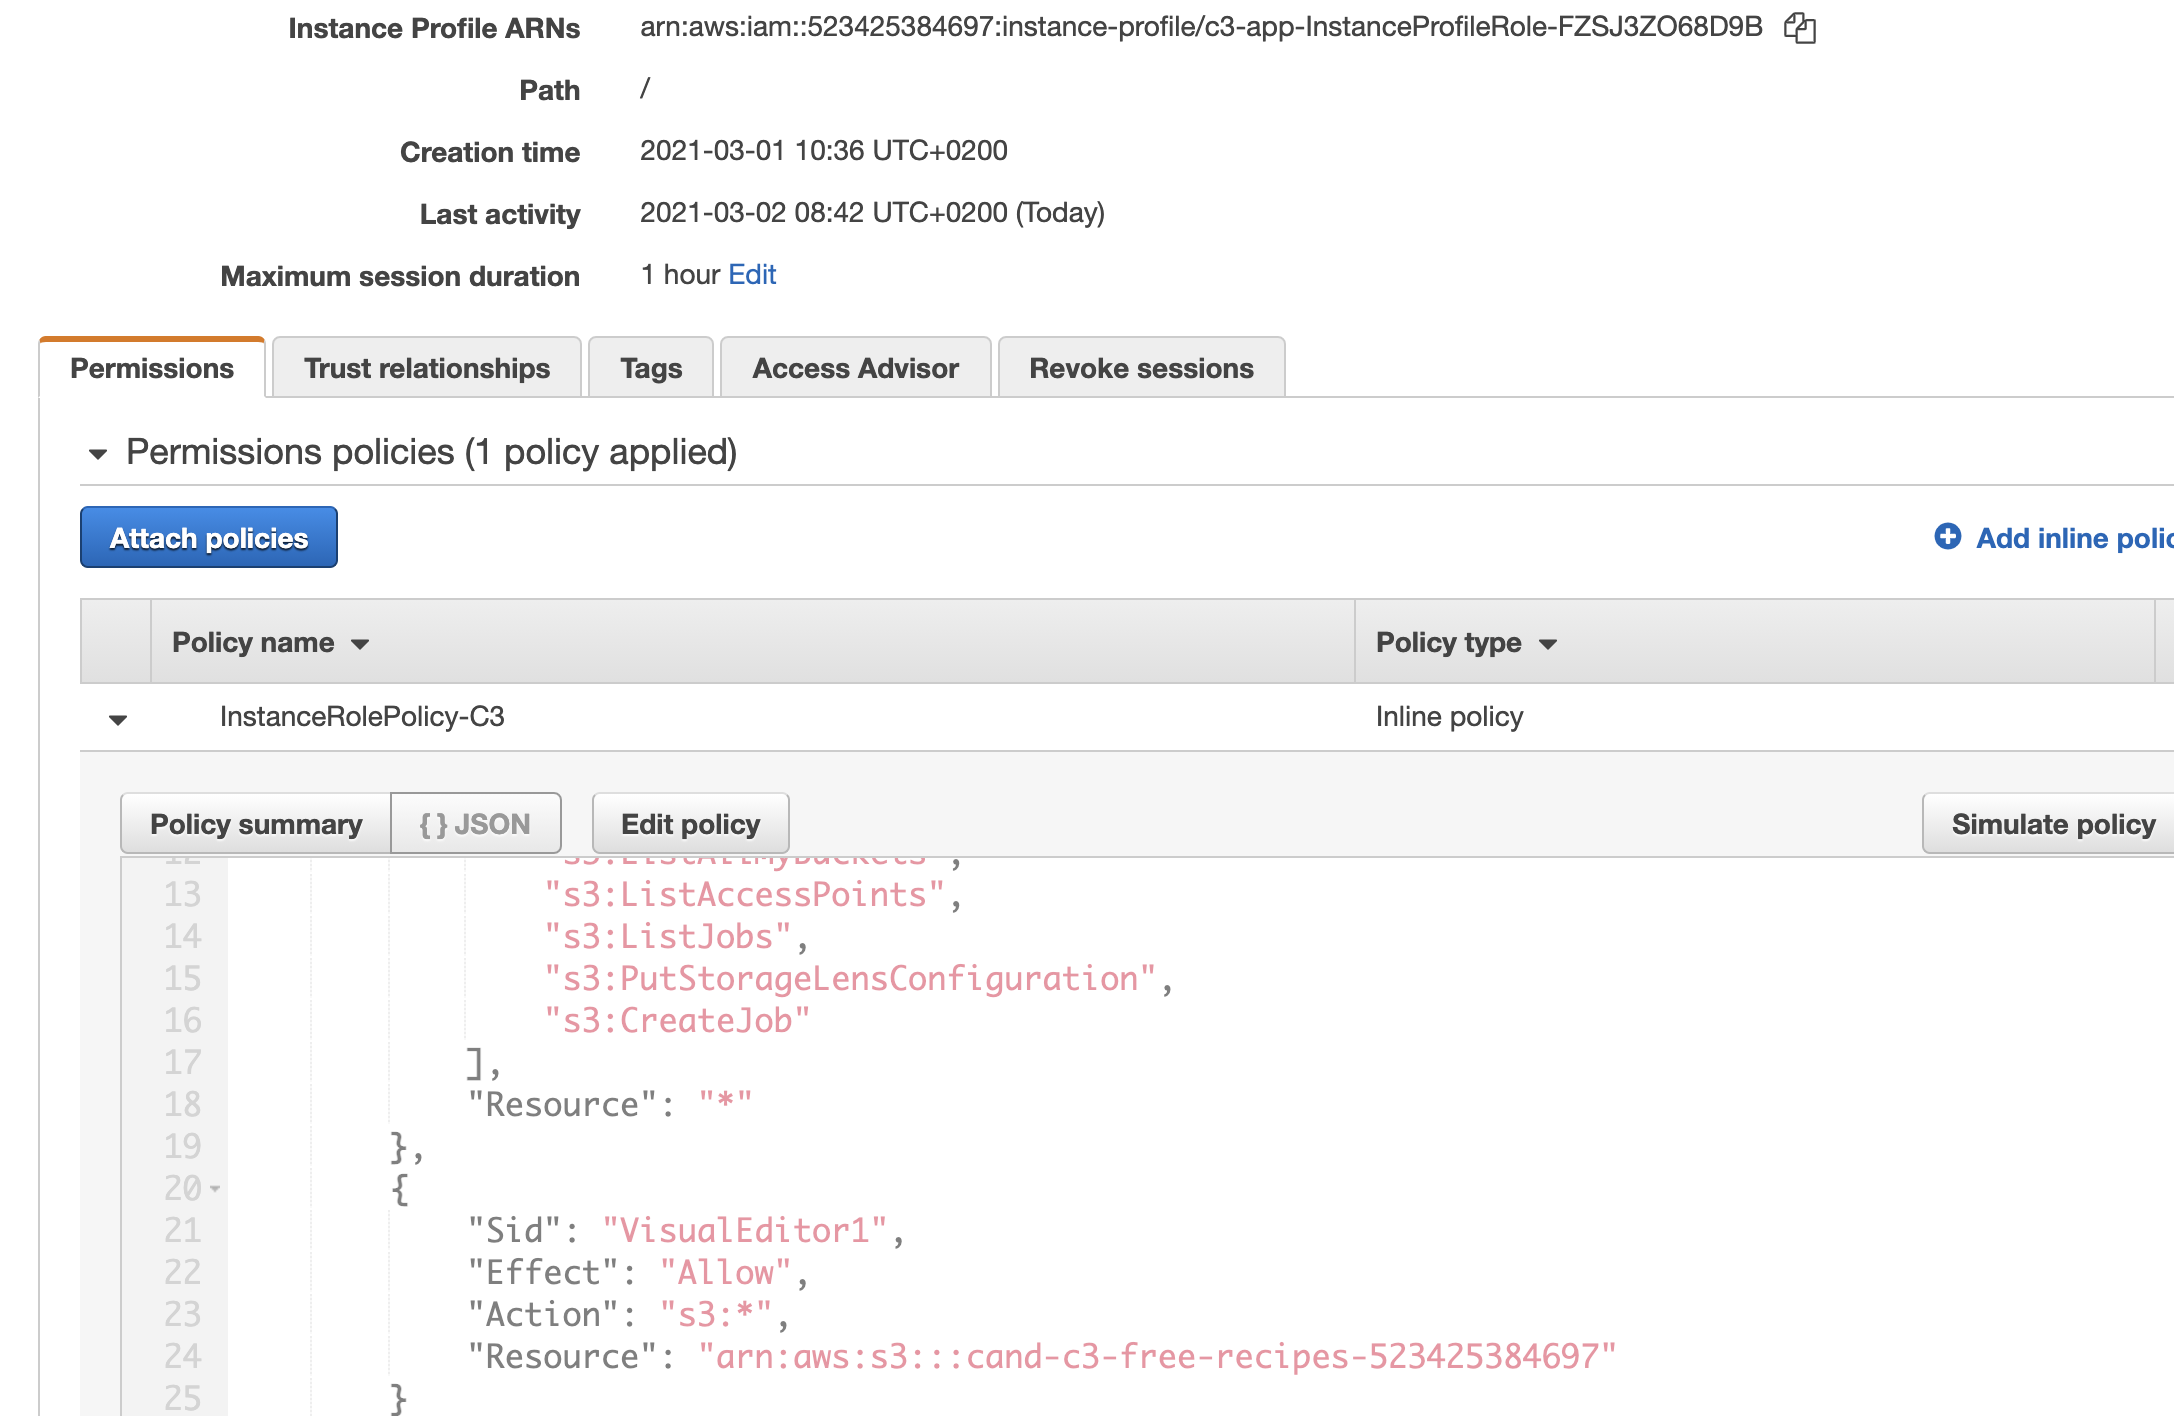 Instance Profile ARNs arn:aws:iam::523425384697:instance-profile/c3-app-InstanceProfileRole-FZSJ3ZO68D9B
Path /
Creation time 2021-03-01 10:36 UTC+0200
Last activity 2021-03-02 08:42 UTC+0200 (Today)
Maximum session duration 1 hour Edit
Permissions Trust relationships Tags Access Advisor Revoke sessions
Permissions policies (1 policy applied)
Attach policies Add inline polic
Policy name Policy type
InstanceRolePolicy-C3 Inline policy
Policy summary { } JSON Edit policy Simulate policy
12 "s3:ListAllMyBuckets",
13 "s3:ListAccessPoints",
14 "s3:ListJobs",
15 "s3:PutStorageLensConfiguration",
16 "s3:CreateJob"
17 ],
18 "Resource": "*"
19 },
20 {
21 "Sid": "VisualEditor1",
22 "Effect": "Allow",
23 "Action": "s3:*",
24 "Resource": "arn:aws:s3:::cand-c3-free-recipes-523425384697"
25 }